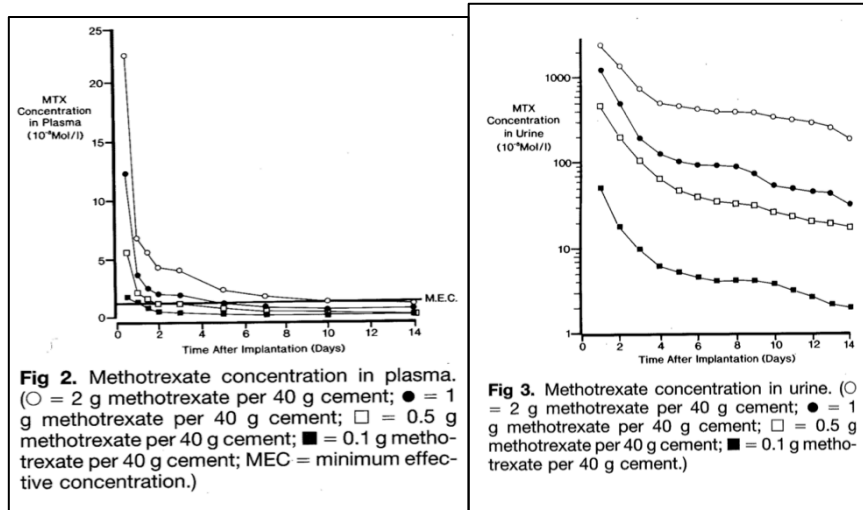 25
20
15
10
5
0
MTX
Concentration
in Plasma
(10⁻⁸Mol/l)
M.E.C.
0 2 4 6 8 10 12 14
Time After Implantation (Days)
Fig 2. Methotrexate concentration in plasma.
(○ = 2 g methotrexate per 40 g cement; ● = 1
g methotrexate per 40 g cement; □ = 0.5 g
methotrexate per 40 g cement; ■ = 0.1 g metho-
trexate per 40 g cement; MEC = minimum effec-
tive concentration.)
1000
100
10
1
MTX
Concentration
in Urine
(10⁻⁸Mol/l)
0 2 4 6 8 10 12 14
Time After Implantation (Days)
Fig 3. Methotrexate concentration in urine. (○
= 2 g methotrexate per 40 g cement; ● = 1
g methotrexate per 40 g cement; □ = 0.5 g
methotrexate per 40 g cement; ■ = 0.1 g metho-
trexate per 40 g cement.)